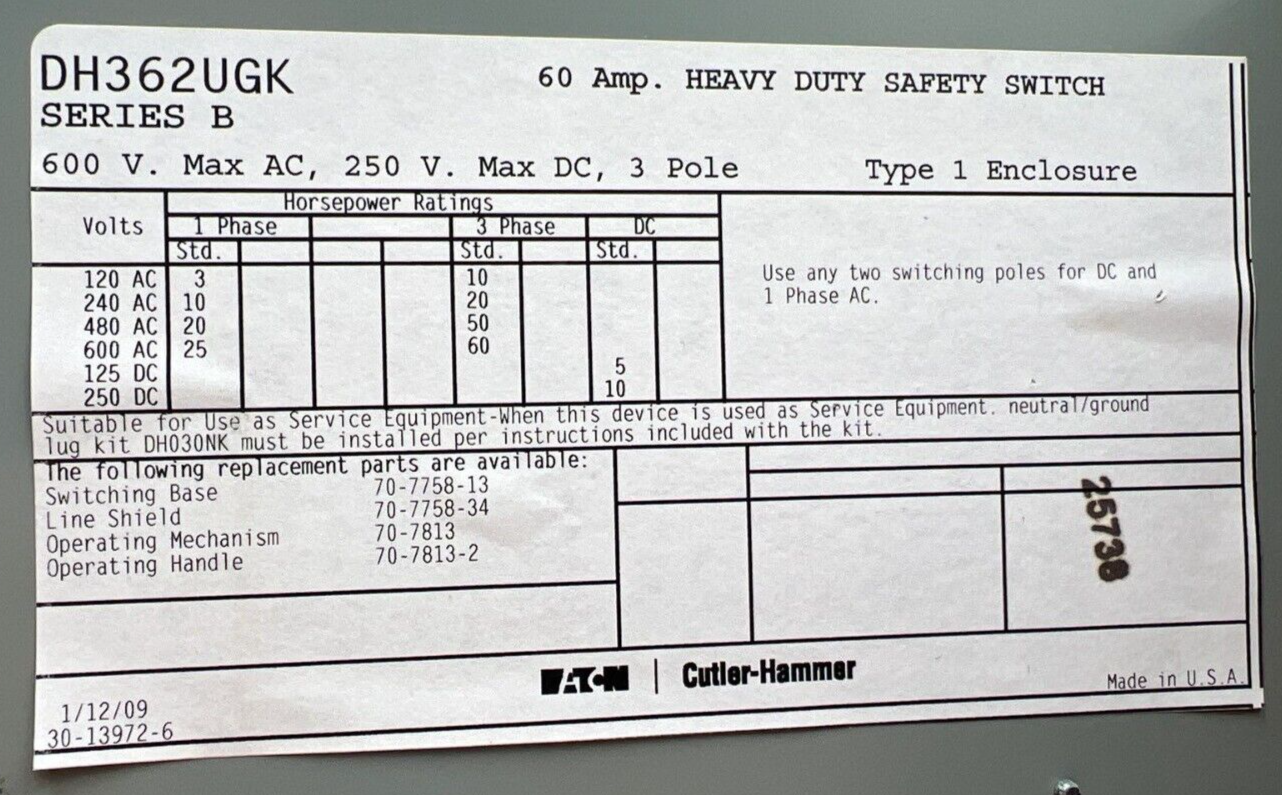 DH362UGK
60 Amp. HEAVY DUTY SAFETY SWITCH
SERIES B
600 V. Max AC, 250 V. Max DC, 3 Pole
Type 1 Enclosure
Horsepower Ratings
Volts 1 Phase 3 Phase DC
Std. Std. Std.
120 AC 3 10
240 AC 10 20
480 AC 20 50
600 AC 25 60
125 DC 5
250 DC 10
Use any two switching poles for DC and
1 Phase AC.
Suitable for Use as Service Equipment-When this device is used as Service Equipment. neutral/ground
lug kit DH030NK must be installed per instructions included with the kit.
The following replacement parts are available:
Switching Base 70-7758-13
Line Shield 70-7758-34
Operating Mechanism 70-7813
Operating Handle 70-7813-2
25738
EATON | Cutler-Hammer
Made in U.S.A.
1/12/09
30-13972-6